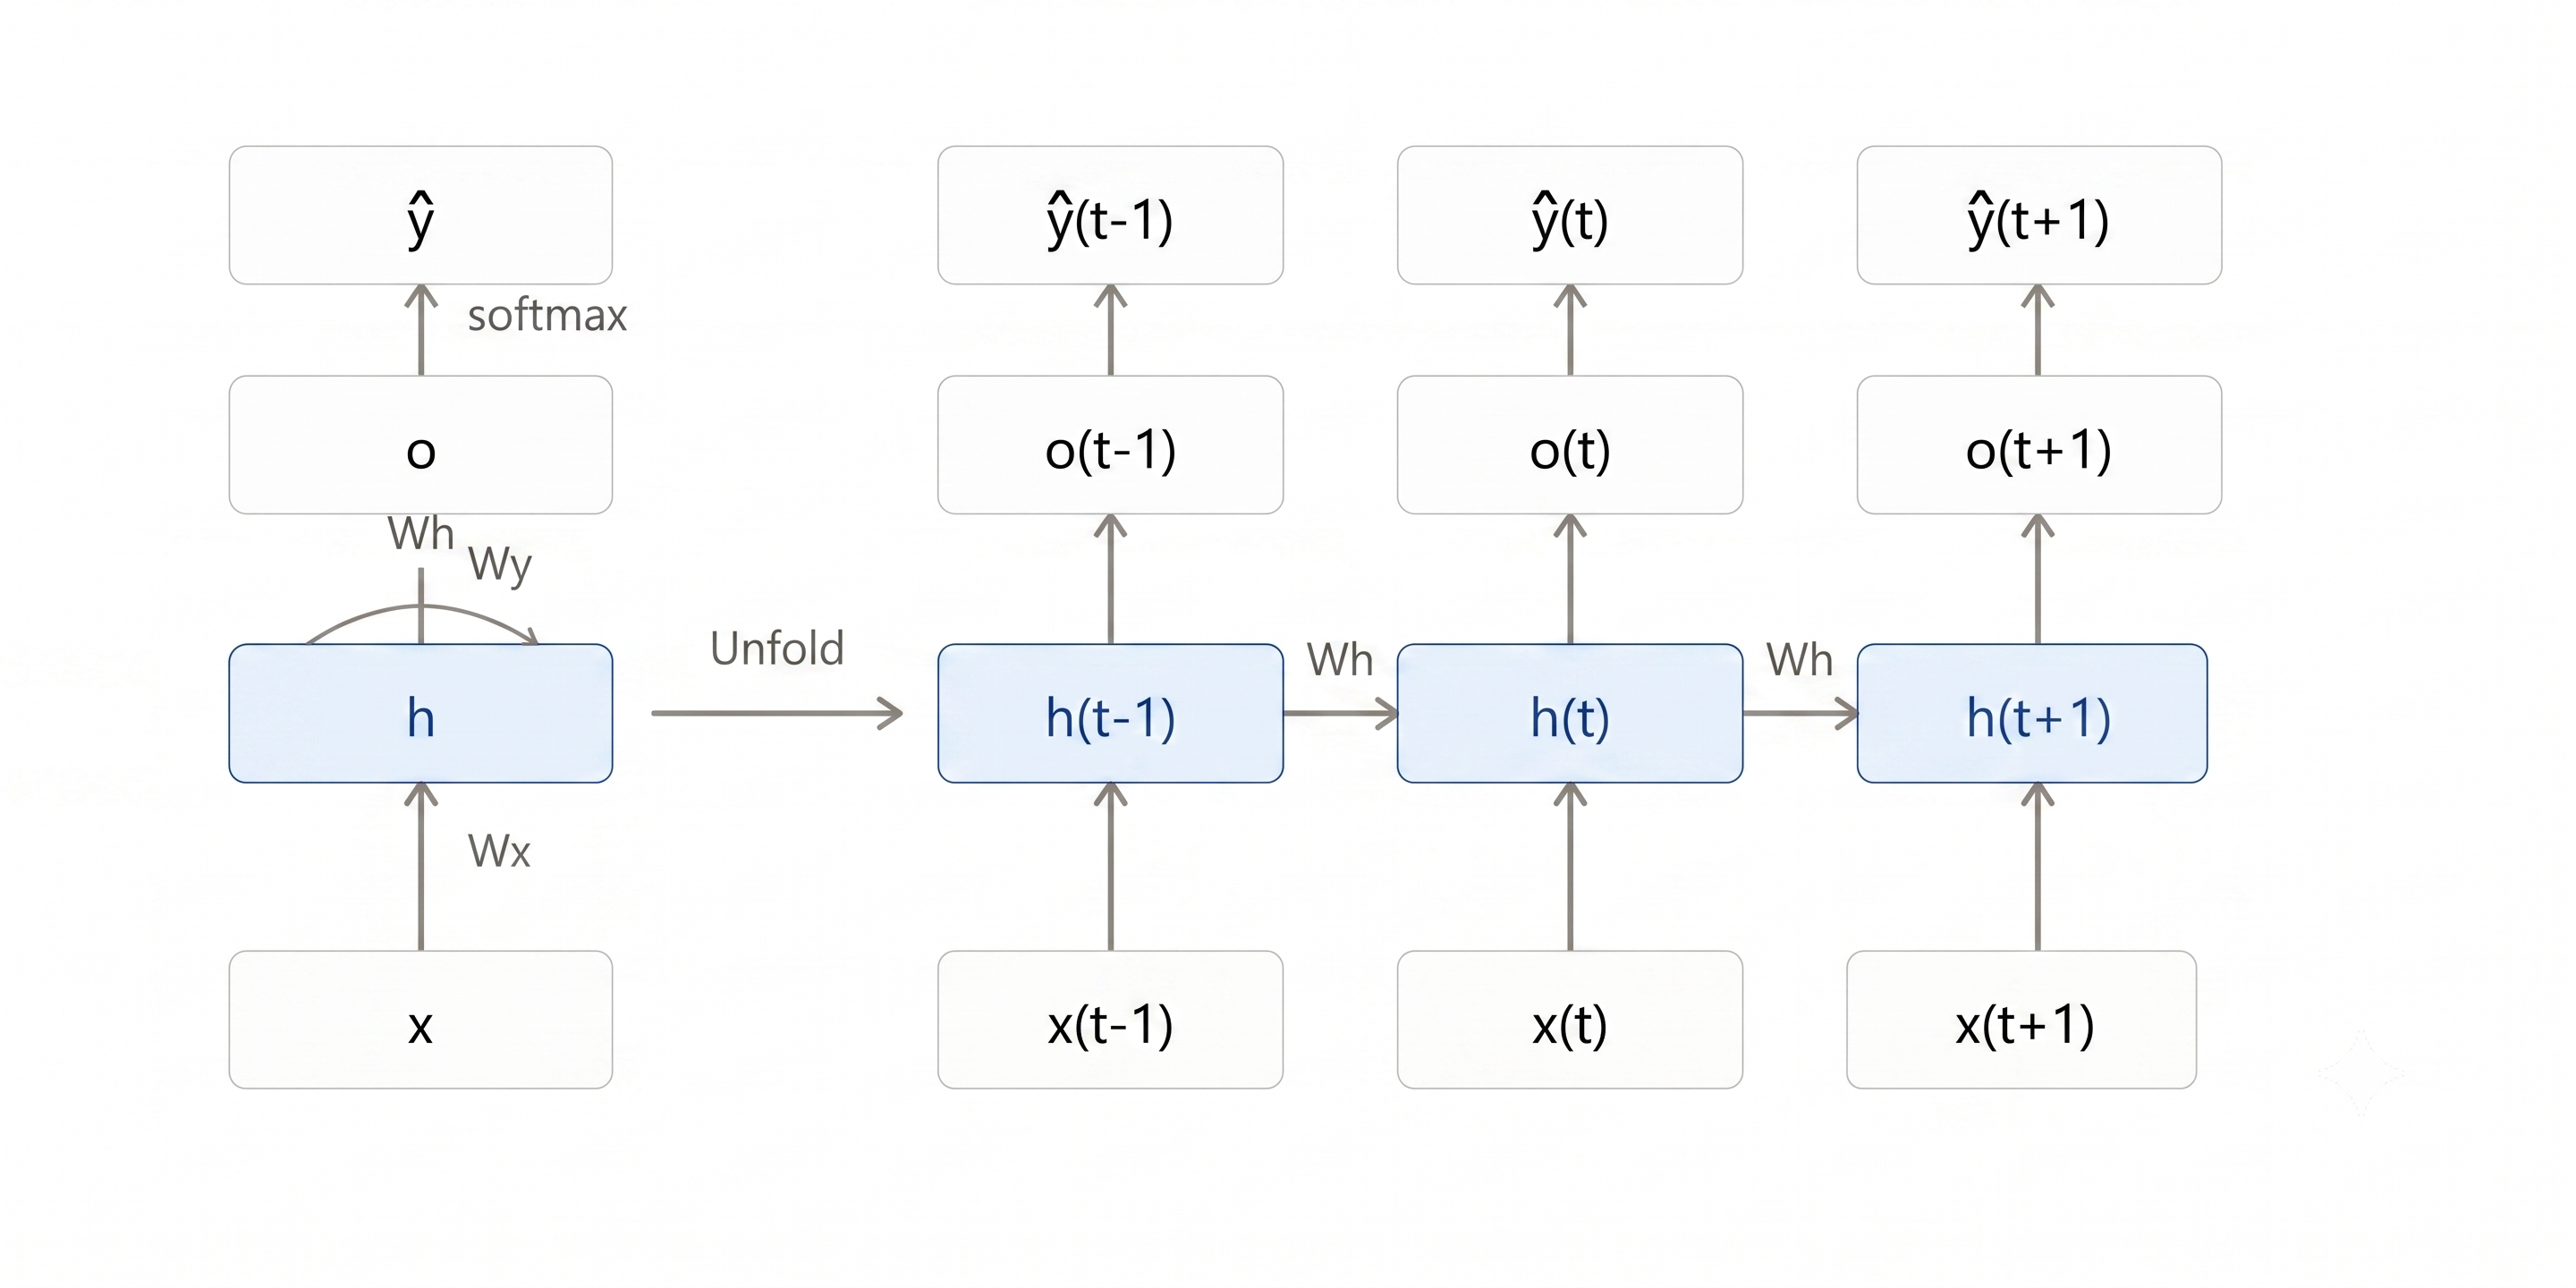 ŷ
softmax
o
Wh
Wy
h
Wx
x
Unfold
ŷ(t-1)
ŷ(t)
ŷ(t+1)
o(t-1)
o(t)
o(t+1)
h(t-1)
Wh
h(t)
Wh
h(t+1)
x(t-1)
x(t)
x(t+1)